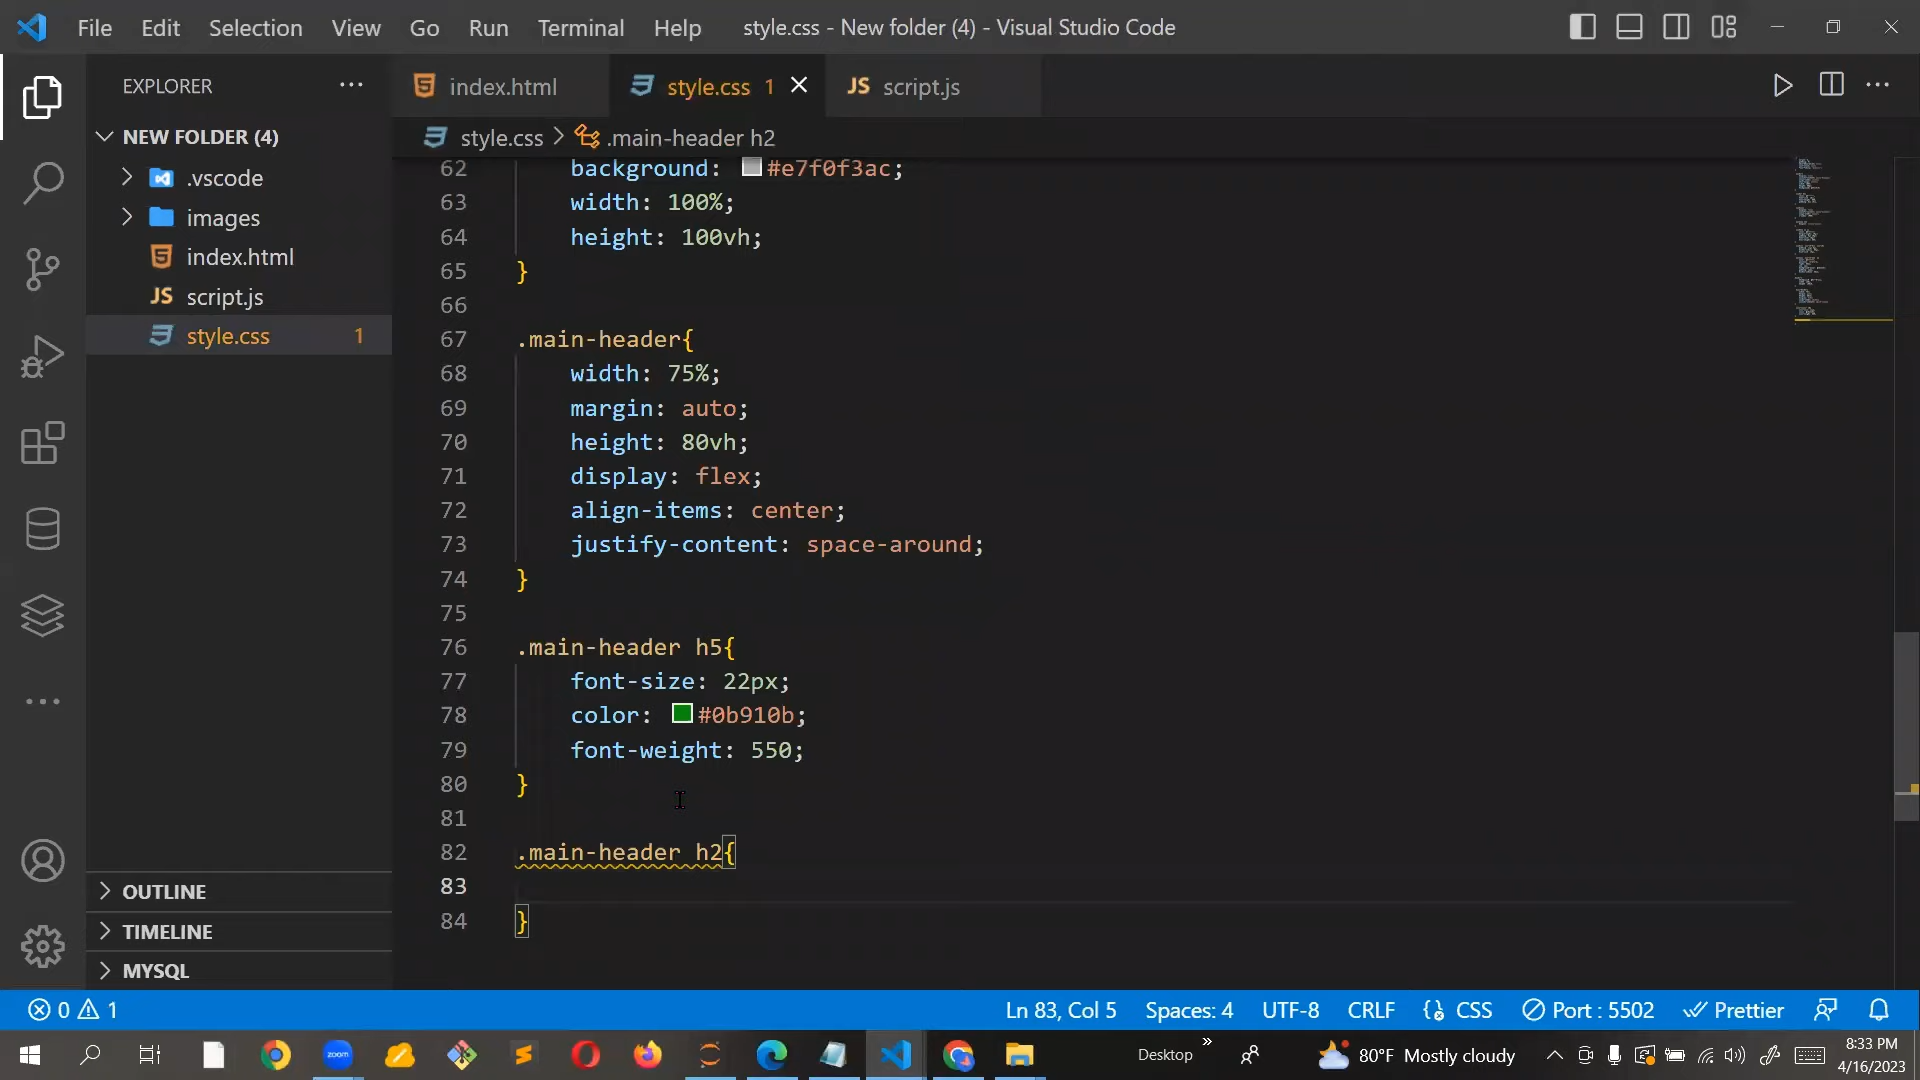 File Edit Selection View Go Run Terminal Help style.css - New folder (4) - Visual Studio Code
EXPLORER
NEW FOLDER (4)
.vscode
images
index.html
JS script.js
style.css 1
OUTLINE
TIMELINE
MYSQL
index.html style.css 1 JS script.js
style.css > .main-header h2
62 background: #e7f0f3ac;
63 width: 100%;
64 height: 100vh;
65 }
66
67 .main-header{
68 width: 75%;
69 margin: auto;
70 height: 80vh;
71 display: flex;
72 align-items: center;
73 justify-content: space-around;
74 }
75
76 .main-header h5{
77 font-size: 22px;
78 color: #0b910b;
79 font-weight: 550;
80 }
81
82 .main-header h2{
83
84 }
0 1 Ln 83, Col 5 Spaces: 4 UTF-8 CRLF {} CSS Port : 5502 Prettier
zoom Desktop » 80°F Mostly cloudy 8:33 PM
4/16/2023